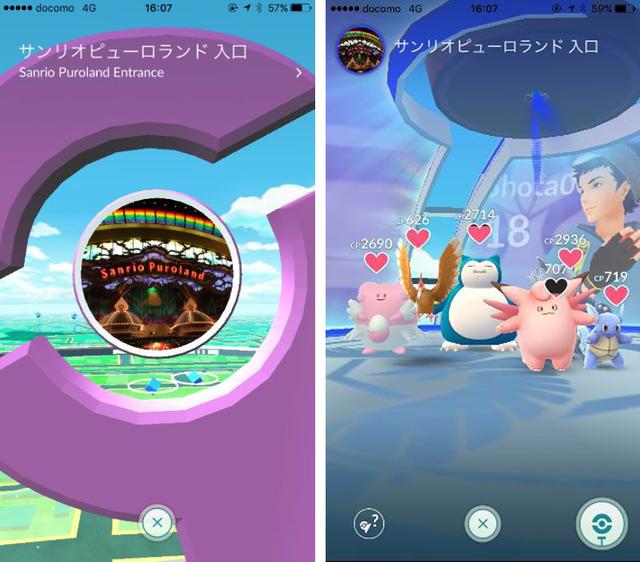 docomo 4G 16:07 57%
サンリオピューロランド 入口
Sanrio Puroland Entrance
Sanrio Puroland
docomo 4G 16:07 59%
サンリオピューロランド 入口
Shota0
18
CP2690
CP626
CP2714
CP2936
CP707
CP719
?